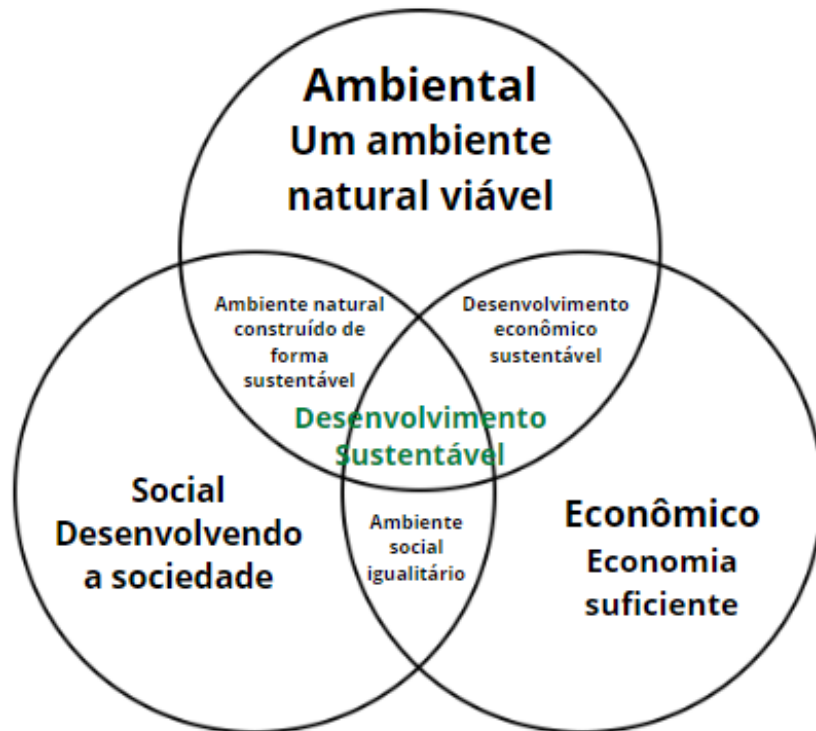 Ambiental
Um ambiente
natural viável
Ambiente natural
construído de
forma
sustentável
Desenvolvimento
econômico
sustentável
Desenvolvimento
Sustentável
Social
Desenvolvendo
a sociedade
Ambiente
social
igualitário
Econômico
Economia
suficiente